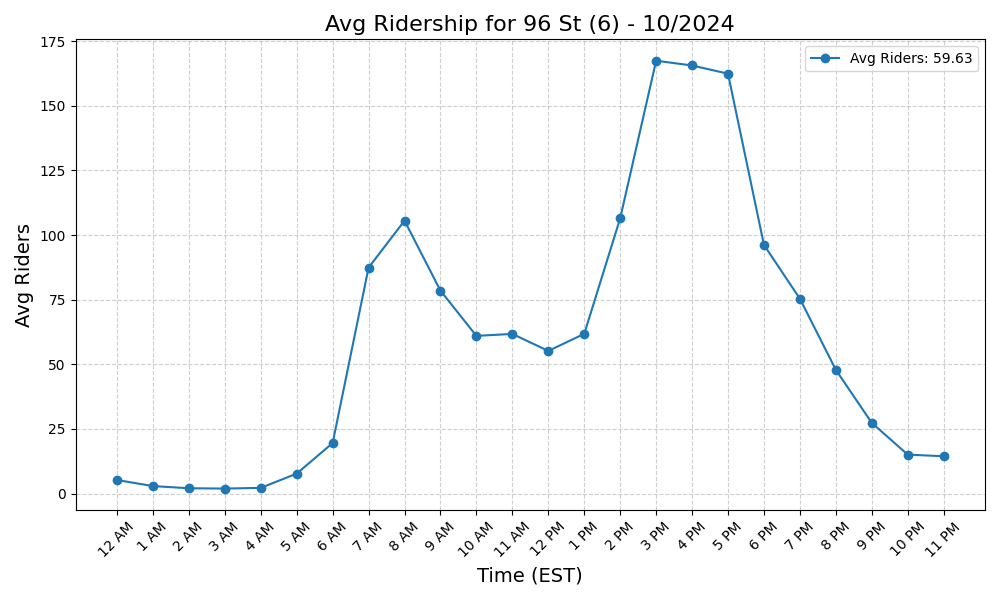 Avg Ridership for 96 St (6) - 10/2024
Avg Riders: 59.63
Avg Riders
175
150
125
100
75
50
25
0
12 AM
1 AM
2 AM
3 AM
4 AM
5 AM
6 AM
7 AM
8 AM
9 AM
10 AM
11 AM
12 PM
1 PM
2 PM
3 PM
4 PM
5 PM
6 PM
7 PM
8 PM
9 PM
10 PM
11 PM
Time (EST)